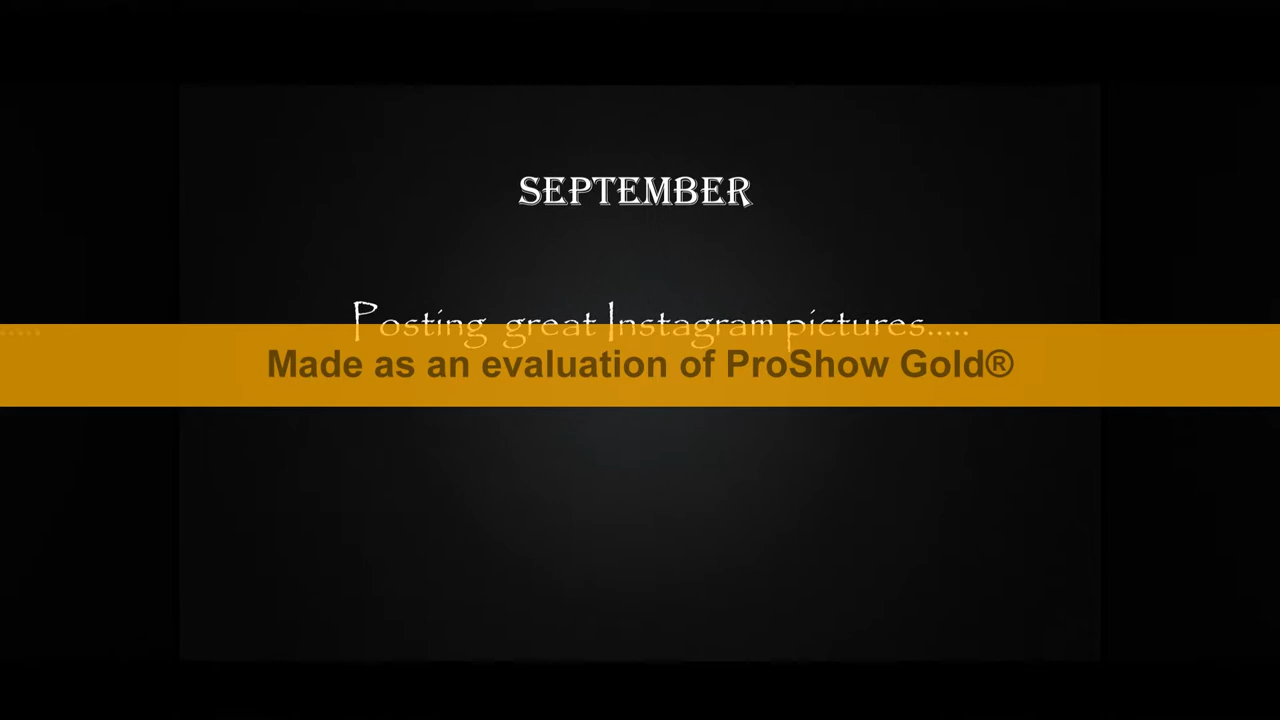 SEPTEMBER
Posting great Instagram pictures.....
Made as an evaluation of ProShow Gold®